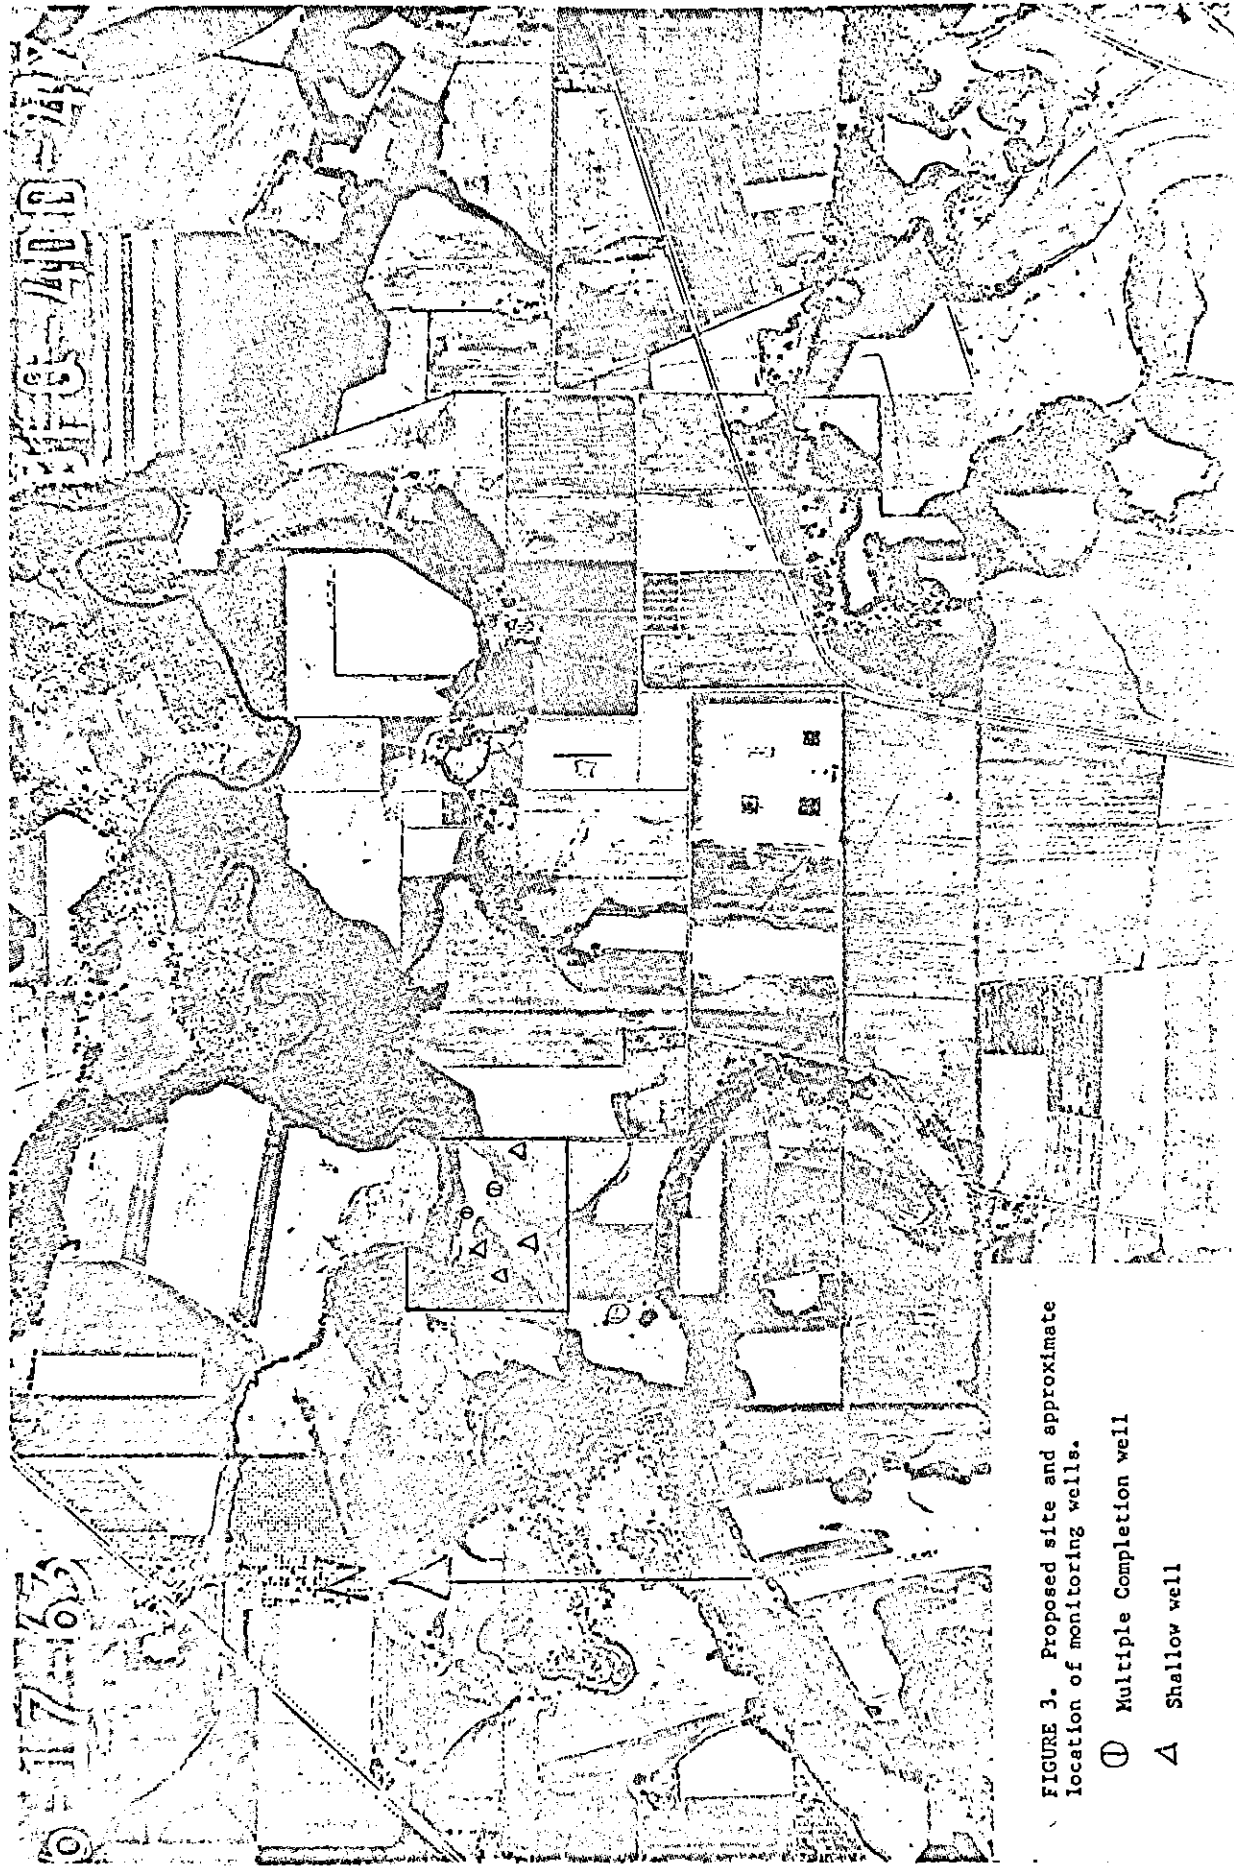 FIGURE 3. Proposed site and approximate
location of monitoring wells.
Multiple Completion well
Shallow well